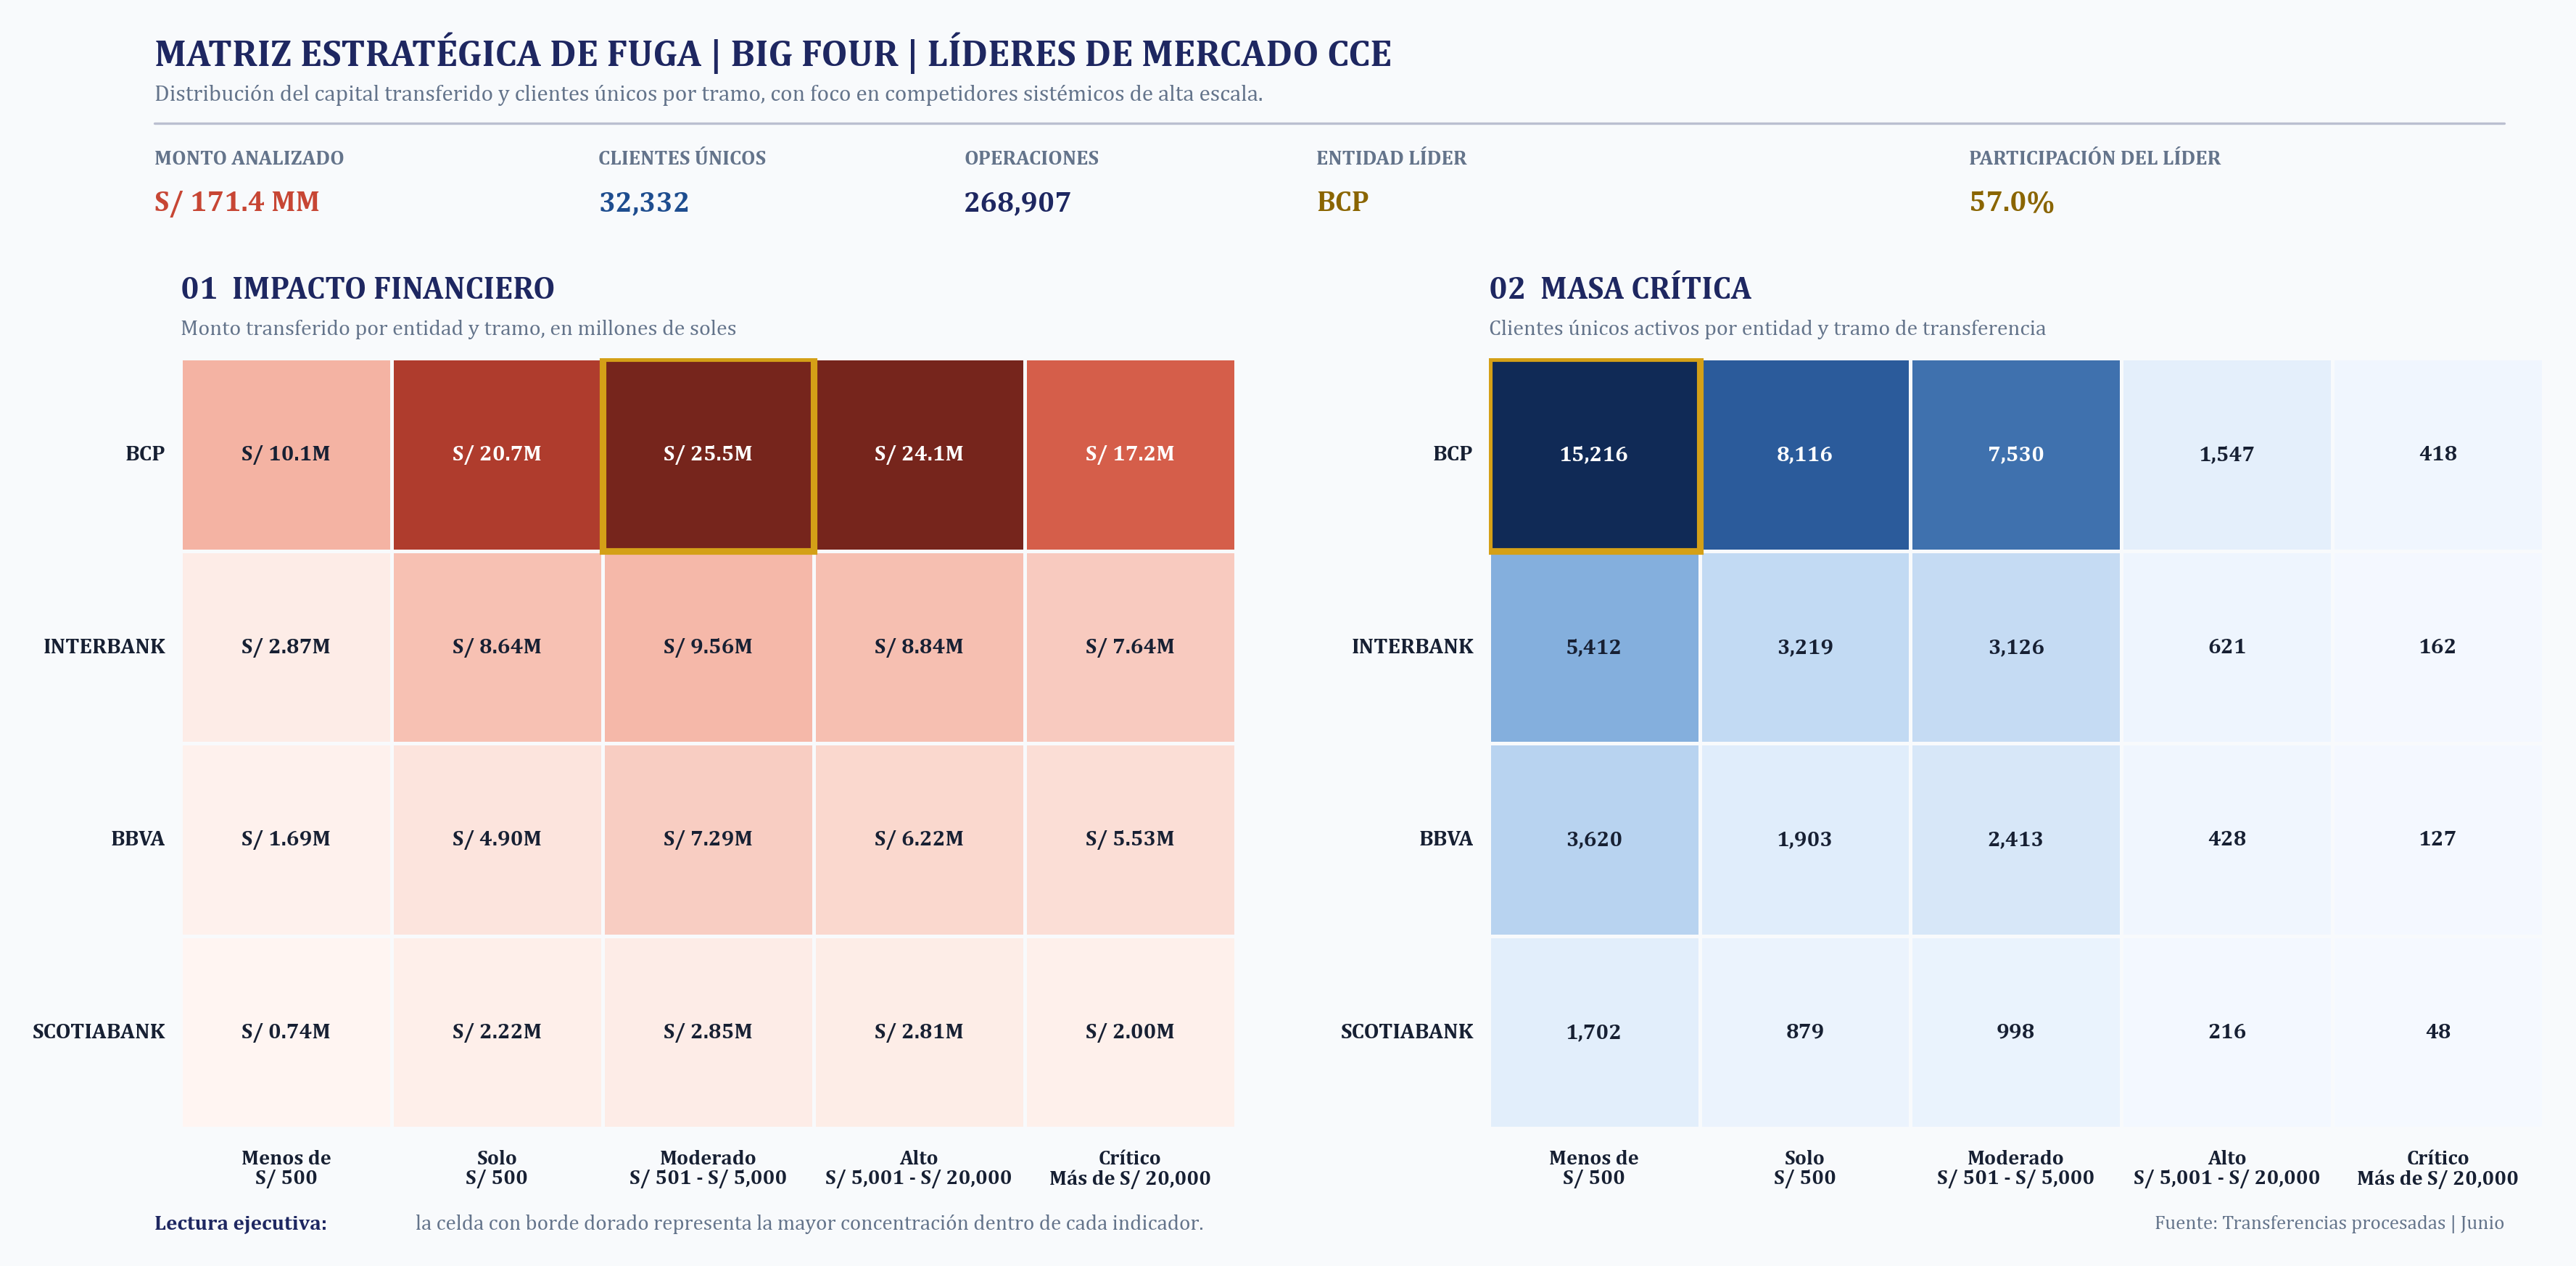 MATRIZ ESTRATÉGICA DE FUGA | BIG FOUR | LÍDERES DE MERCADO CCE
Distribución del capital transferido y clientes únicos por tramo, con foco en competidores sistémicos de alta escala.
MONTO ANALIZADO
S/ 171.4 MM
CLIENTES ÚNICOS
32,332
OPERACIONES
268,907
ENTIDAD LÍDER
BCP
PARTICIPACIÓN DEL LÍDER
57.0%
01 IMPACTO FINANCIERO
Monto transferido por entidad y tramo, en millones de soles
BCP S/ 10.1M S/ 20.7M S/ 25.5M S/ 24.1M S/ 17.2M
INTERBANK S/ 2.87M S/ 8.64M S/ 9.56M S/ 8.84M S/ 7.64M
BBVA S/ 1.69M S/ 4.90M S/ 7.29M S/ 6.22M S/ 5.53M
SCOTIABANK S/ 0.74M S/ 2.22M S/ 2.85M S/ 2.81M S/ 2.00M
Menos de Solo Moderado Alto Crítico
S/ 500 S/ 500 S/ 501 - S/ 5,000 S/ 5,001 - S/ 20,000 Más de S/ 20,000
02 MASA CRÍTICA
Clientes únicos activos por entidad y tramo de transferencia
BCP 15,216 8,116 7,530 1,547 418
INTERBANK 5,412 3,219 3,126 621 162
BBVA 3,620 1,903 2,413 428 127
SCOTIABANK 1,702 879 998 216 48
Menos de Solo Moderado Alto Crítico
S/ 500 S/ 500 S/ 501 - S/ 5,000 S/ 5,001 - S/ 20,000 Más de S/ 20,000
Lectura ejecutiva: la celda con borde dorado representa la mayor concentración dentro de cada indicador.
Fuente: Transferencias procesadas | Junio